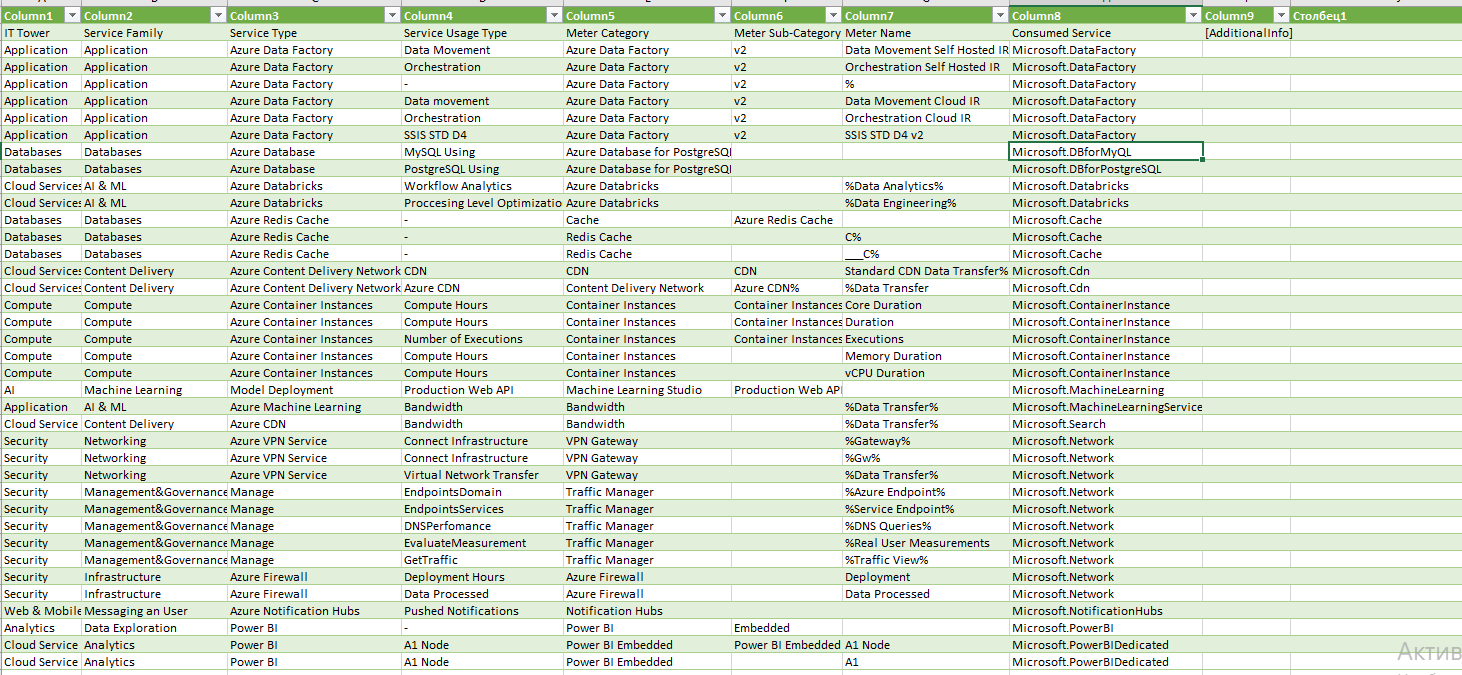 Column1 Column2 Column3 Column4 Column5 Column6 Column7 Column8 Column9 Столбец1
IT Tower Service Family Service Type Service Usage Type Meter Category Meter Sub-Category Meter Name Consumed Service [AdditionalInfo]
Application Application Azure Data Factory Data Movement Azure Data Factory v2 Data Movement Self Hosted IR Microsoft.DataFactory
Application Application Azure Data Factory Orchestration Azure Data Factory v2 Orchestration Self Hosted IR Microsoft.DataFactory
Application Application Azure Data Factory - Azure Data Factory v2 % Microsoft.DataFactory
Application Application Azure Data Factory Data movement Azure Data Factory v2 Data Movement Cloud IR Microsoft.DataFactory
Application Application Azure Data Factory Orchestration Azure Data Factory v2 Orchestration Cloud IR Microsoft.DataFactory
Application Application Azure Data Factory SSIS STD D4 Azure Data Factory v2 SSIS STD D4 v2 Microsoft.DataFactory
Databases Databases Azure Database MySQL Using Azure Database for PostgreSQL Microsoft.DBforMyQL
Databases Databases Azure Database PostgreSQL Using Azure Database for PostgreSQL Microsoft.DBforPostgreSQL
Cloud Services AI & ML Azure Databricks Workflow Analytics Azure Databricks %Data Analytics% Microsoft.Databricks
Cloud Services AI & ML Azure Databricks Proccesing Level Optimizatio Azure Databricks %Data Engineering% Microsoft.Databricks
Databases Databases Azure Redis Cache - Cache Azure Redis Cache Microsoft.Cache
Databases Databases Azure Redis Cache - Redis Cache C% Microsoft.Cache
Databases Databases Azure Redis Cache - Redis Cache ___C% Microsoft.Cache
Cloud Services Content Delivery Azure Content Delivery Network CDN CDN CDN Standard CDN Data Transfer% Microsoft.Cdn
Cloud Services Content Delivery Azure Content Delivery Network Azure CDN Content Delivery Network Azure CDN% %Data Transfer Microsoft.Cdn
Compute Compute Azure Container Instances Compute Hours Container Instances Container Instances Core Duration Microsoft.ContainerInstance
Compute Compute Azure Container Instances Compute Hours Container Instances Container Instances Duration Microsoft.ContainerInstance
Compute Compute Azure Container Instances Number of Executions Container Instances Container Instances Executions Microsoft.ContainerInstance
Compute Compute Azure Container Instances Compute Hours Container Instances Memory Duration Microsoft.ContainerInstance
Compute Compute Azure Container Instances Compute Hours Container Instances vCPU Duration Microsoft.ContainerInstance
AI Machine Learning Model Deployment Production Web API Machine Learning Studio Production Web API Microsoft.MachineLearning
Application AI & ML Azure Machine Learning Bandwidth Bandwidth %Data Transfer% Microsoft.MachineLearningService
Cloud Service Content Delivery Azure CDN Bandwidth Bandwidth %Data Transfer% Microsoft.Search
Security Networking Azure VPN Service Connect Infrastructure VPN Gateway %Gateway% Microsoft.Network
Security Networking Azure VPN Service Connect Infrastructure VPN Gateway %Gw% Microsoft.Network
Security Networking Azure VPN Service Virtual Network Transfer VPN Gateway %Data Transfer% Microsoft.Network
Security Management&Governance Manage EndpointsDomain Traffic Manager %Azure Endpoint% Microsoft.Network
Security Management&Governance Manage EndpointsServices Traffic Manager %Service Endpoint% Microsoft.Network
Security Management&Governance Manage DNSPerfomance Traffic Manager %DNS Queries% Microsoft.Network
Security Management&Governance Manage EvaluateMeasurement Traffic Manager %Real User Measurements Microsoft.Network
Security Management&Governance Manage GetTraffic Traffic Manager %Traffic View% Microsoft.Network
Security Infrastructure Azure Firewall Deployment Hours Azure Firewall Deployment Microsoft.Network
Security Infrastructure Azure Firewall Data Processed Azure Firewall Data Processed Microsoft.Network
Web & Mobile Messaging an User Azure Notification Hubs Pushed Notifications Notification Hubs Microsoft.NotificationHubs
Analytics Data Exploration Power BI - Power BI Embedded Microsoft.PowerBI
Cloud Service Analytics Power BI A1 Node Power BI Embedded Power BI Embedded A1 Node Microsoft.PowerBIDedicated
Cloud Service Analytics Power BI A1 Node Power BI Embedded A1 Microsoft.PowerBIDedicated
Актив